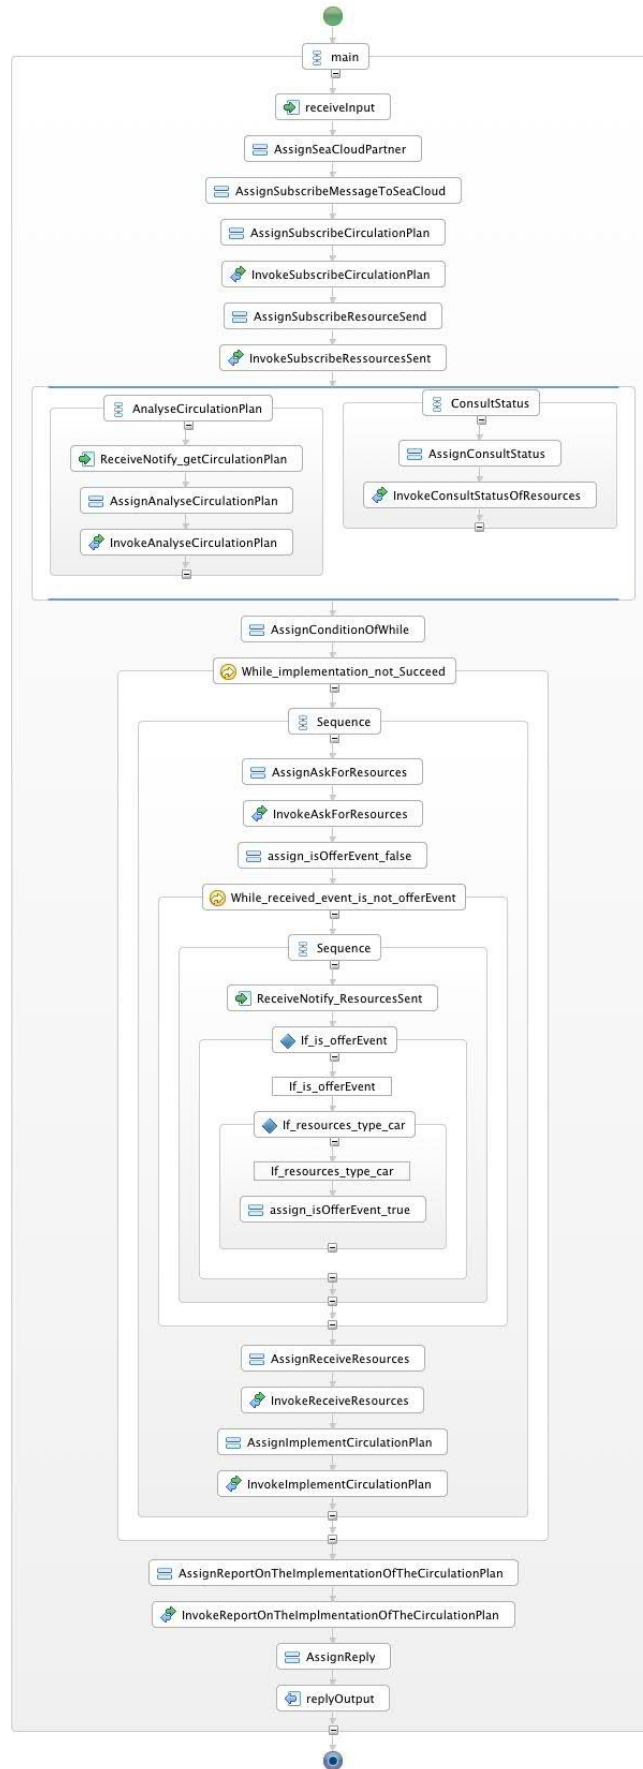 main
receiveInput
AssignSeaCloudPartner
AssignSubscribeMessageToSeaCloud
AssignSubscribeCirculationPlan
InvokeSubscribeCirculationPlan
AssignSubscribeResourceSend
InvokeSubscribeRessourcesSent
AnalyseCirculationPlan
ReceiveNotify_getCirculationPlan
AssignAnalyseCirculationPlan
InvokeAnalyseCirculationPlan
ConsultStatus
AssignConsultStatus
InvokeConsultStatusOfResources
AssignConditionOfWhile
While_implementation_not_Succeed
Sequence
AssignAskForResources
InvokeAskForResources
assign_isOfferEvent_false
While_received_event_is_not_offerEvent
Sequence
ReceiveNotify_ResourcesSent
If_is_offerEvent
If_is_offerEvent
If_resources_type_car
If_resources_type_car
assign_isOfferEvent_true
AssignReceiveResources
InvokeReceiveResources
AssignImplementCirculationPlan
InvokeImplementCirculationPlan
AssignReportOnTheImplementationOfTheCirculationPlan
InvokeReportOnTheImplmentationOfTheCirculationPlan
AssignReply
replyOutput